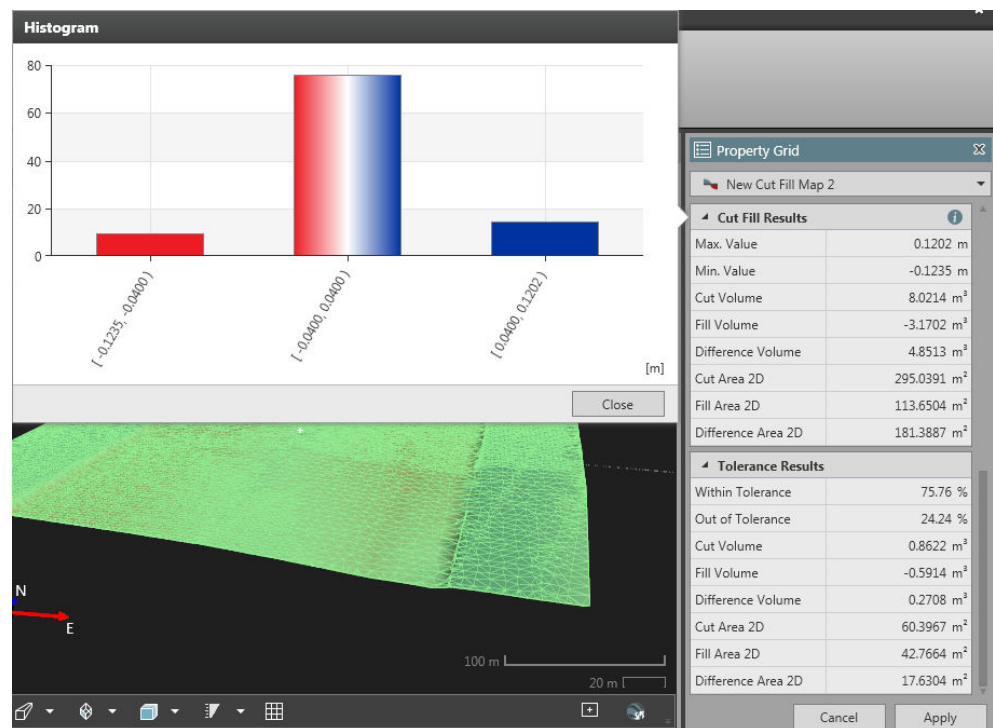 Histogram
80
60
40
20
0
[ -0.1235, -0.0400 )
[ -0.0400, 0.0400 )
[ 0.0400, 0.1202 )
[m]
Close
N
E
100 m
20 m
Property Grid
New Cut Fill Map 2
Cut Fill Results
Max. Value 0.1202 m
Min. Value -0.1235 m
Cut Volume 8.0214 m³
Fill Volume -3.1702 m³
Difference Volume 4.8513 m³
Cut Area 2D 295.0391 m²
Fill Area 2D 113.6504 m²
Difference Area 2D 181.3887 m²
Tolerance Results
Within Tolerance 75.76 %
Out of Tolerance 24.24 %
Cut Volume 0.8622 m³
Fill Volume -0.5914 m³
Difference Volume 0.2708 m³
Cut Area 2D 60.3967 m²
Fill Area 2D 42.7664 m²
Difference Area 2D 17.6304 m²
Cancel Apply